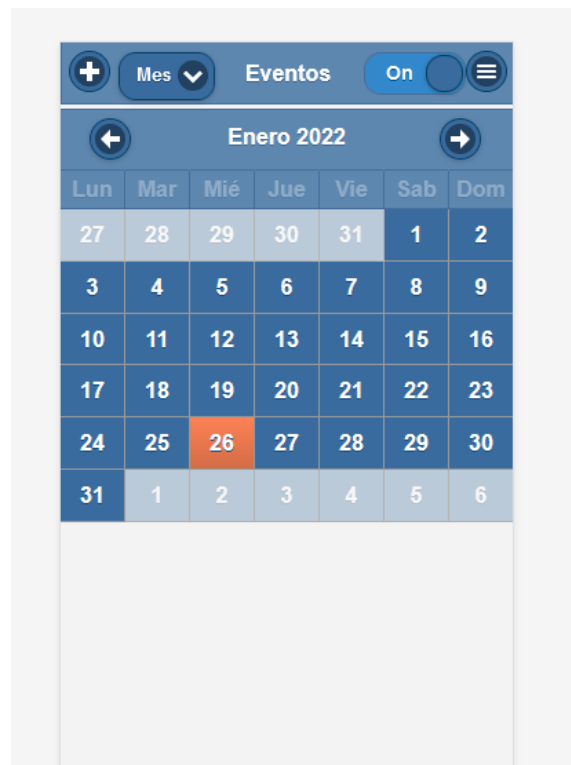 Mes Eventos On
Enero 2022
Lun Mar Mié Jue Vie Sab Dom
27 28 29 30 31 1 2
3 4 5 6 7 8 9
10 11 12 13 14 15 16
17 18 19 20 21 22 23
24 25 26 27 28 29 30
31 1 2 3 4 5 6